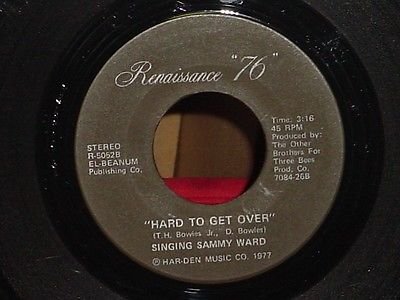 Renaissance "76"
STEREO
R-5052B
EL-BEANUM
Publishing Co.
Time: 3:16
45 RPM
Produced by:
The Other
Brothers For
Three Bees
Prod, Co.
7084-26B
"HARD TO GET OVER"
(T.H. Bowles Jr., D. Bowles)
SINGING SAMMY WARD
Ⓟ HAR-DEN MUSIC CO. 1977